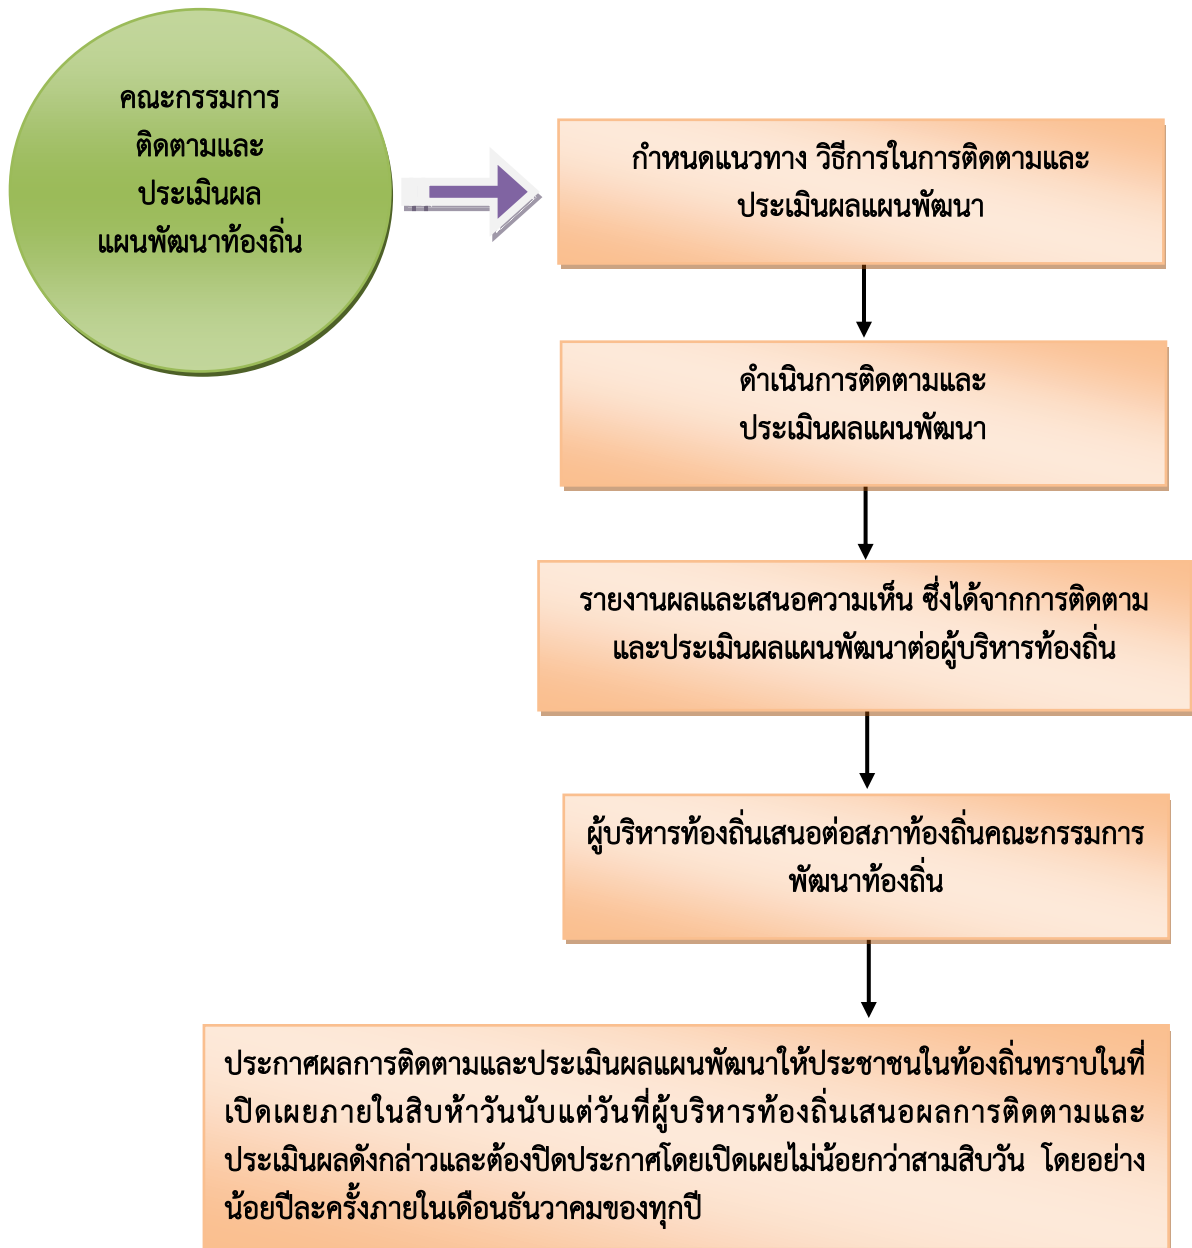 คณะกรรมการ
ติดตามและ
ประเมินผล
แผนพัฒนาท้องถิ่น
กำหนดแนวทาง วิธีการในการติดตามและ
ประเมินผลแผนพัฒนา
ดำเนินการติดตามและ
ประเมินผลแผนพัฒนา
รายงานผลและเสนอความเห็น ซึ่งได้จากการติดตาม
และประเมินผลแผนพัฒนาต่อผู้บริหารท้องถิ่น
ผู้บริหารท้องถิ่นเสนอต่อสภาท้องถิ่นคณะกรรมการ
พัฒนาท้องถิ่น
ประกาศผลการติดตามและประเมินผลแผนพัฒนาให้ประชาชนในท้องถิ่นทราบในที่
เปิดเผยภายในสิบห้าวันนับแต่วันที่ผู้บริหารท้องถิ่นเสนอผลการติดตามและ
ประเมินผลดังกล่าวและต้องปิดประกาศโดยเปิดเผยไม่น้อยกว่าสามสิบวัน โดยอย่าง
น้อยปีละครั้งภายในเดือนธันวาคมของทุกปี